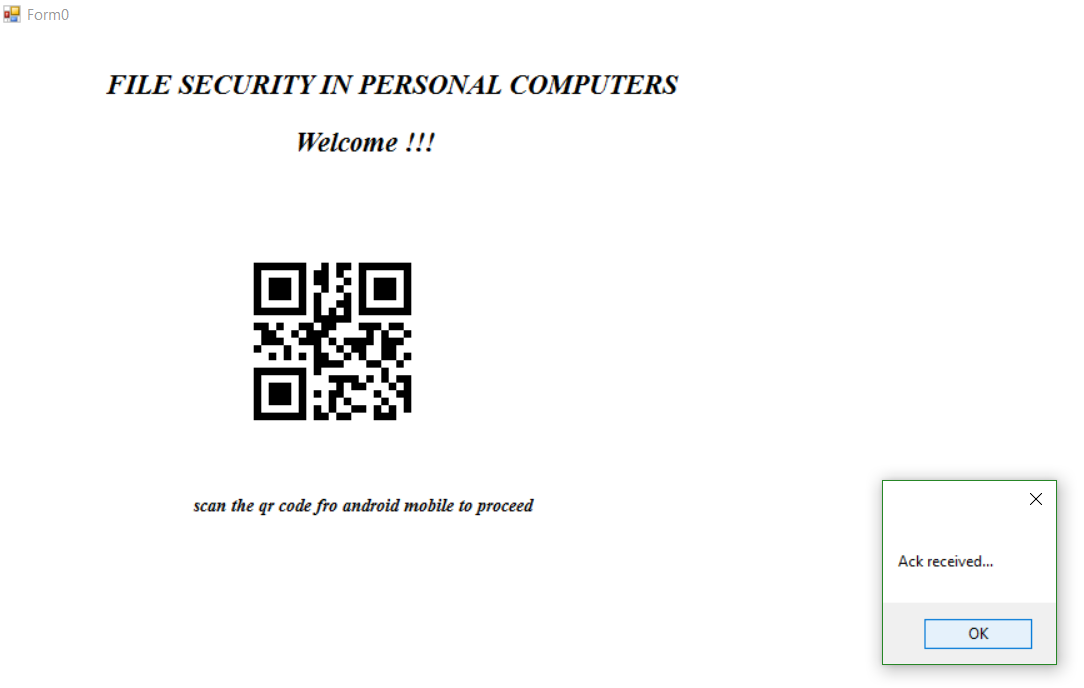 Form0
FILE SECURITY IN PERSONAL COMPUTERS
Welcome !!!
scan the qr code fro android mobile to proceed
Ack received...
OK